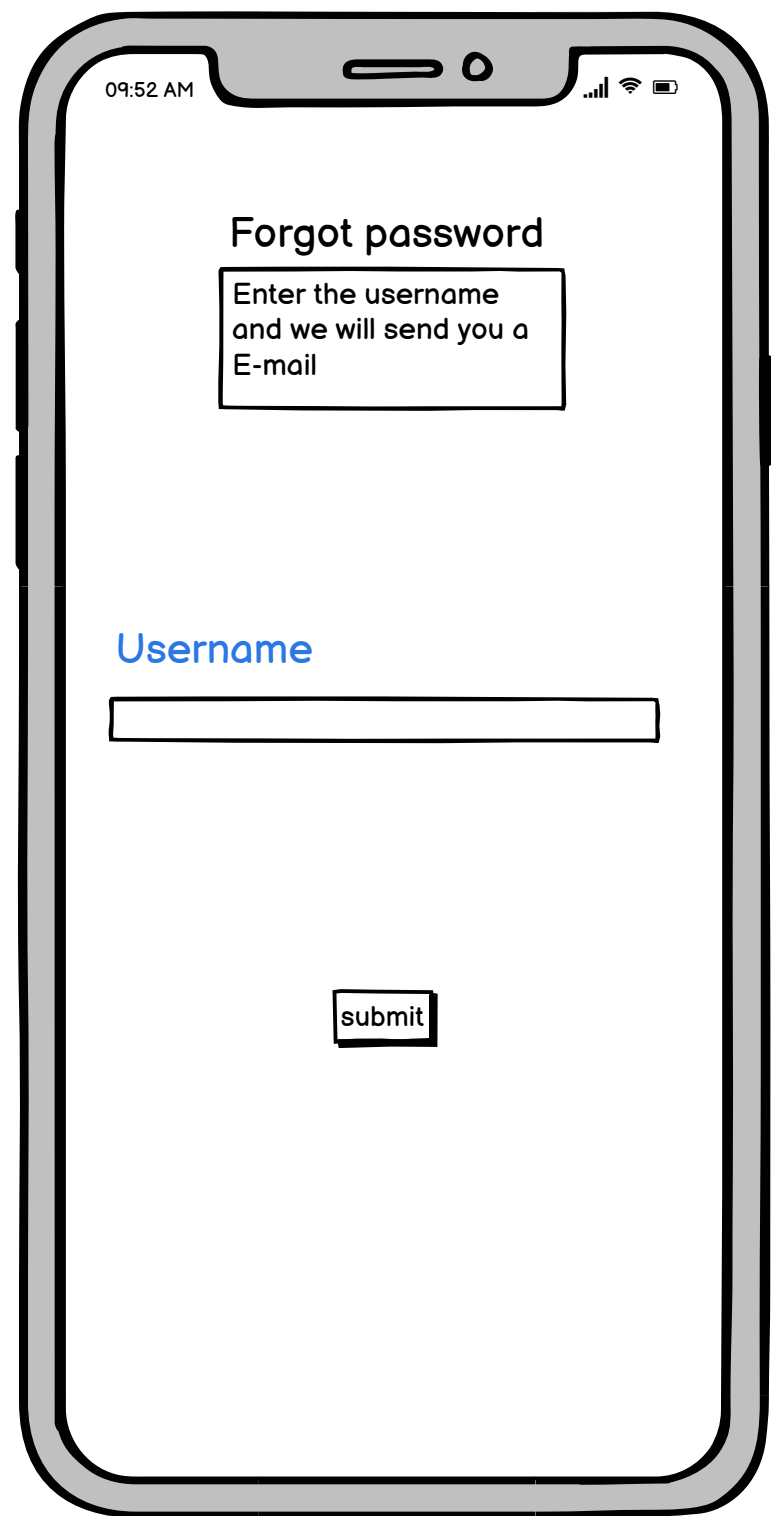 09:52 AM
Forgot password
Enter the username
and we will send you a
E-mail
Username
submit